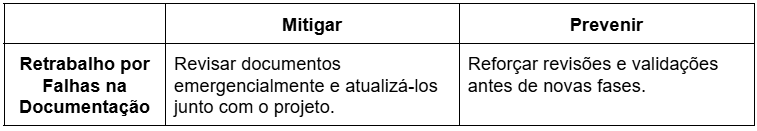 Mitigar
Prevenir
Retrabalho por
Falhas na
Documentação
Revisar documentos
emergencialmente e atualizá-los
junto com o projeto.
Reforçar revisões e validações
antes de novas fases.